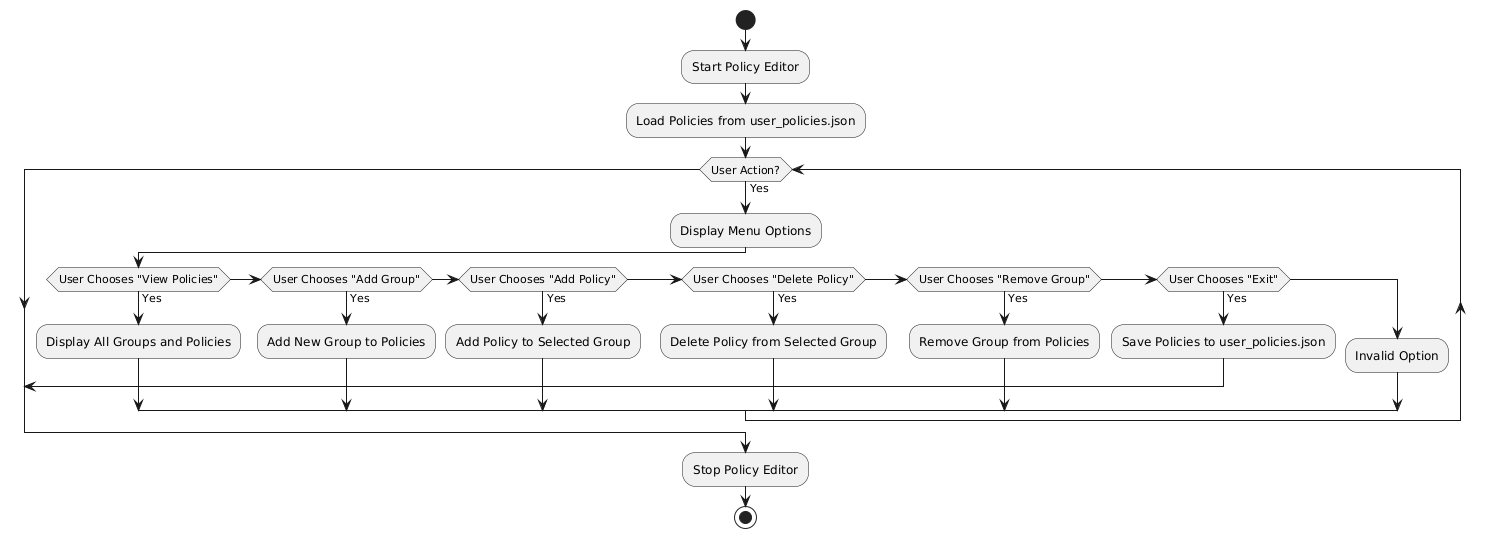 Start Policy Editor
Load Policies from user_policies.json
User Action?
Yes
Display Menu Options
User Chooses "View Policies"
User Chooses "Add Group"
User Chooses "Add Policy"
User Chooses "Delete Policy"
User Chooses "Remove Group"
User Chooses "Exit"
Yes
Yes
Yes
Yes
Yes
Yes
Display All Groups and Policies
Add New Group to Policies
Add Policy to Selected Group
Delete Policy from Selected Group
Remove Group from Policies
Save Policies to user_policies.json
Invalid Option
Stop Policy Editor